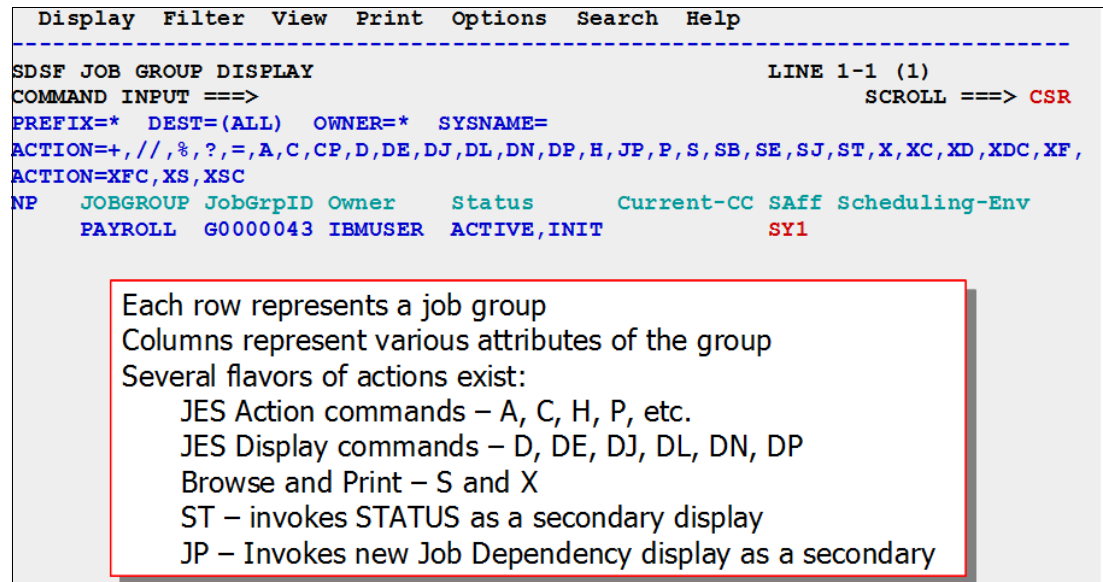 Display Filter View Print Options Search Help
-------------------------------------------------------------------------------
SDSF JOB GROUP DISPLAY LINE 1-1 (1)
COMMAND INPUT ===> SCROLL ===> CSR
PREFIX=* DEST=(ALL) OWNER=* SYSNAME=
ACTION=+,//,%,?,=,A,C,CP,D,DE,DJ,DL,DN,DP,H,JP,P,S,SB,SE,SJ,ST,X,XC,XD,XDC,XF,
ACTION=XFC,XS,XSC
NP JOBGROUP JobGrpID Owner Status Current-CC SAff Scheduling-Env
PAYROLL G0000043 IBMUSER ACTIVE,INIT SY1
Each row represents a job group
Columns represent various attributes of the group
Several flavors of actions exist:
JES Action commands – A, C, H, P, etc.
JES Display commands – D, DE, DJ, DL, DN, DP
Browse and Print – S and X
ST – invokes STATUS as a secondary display
JP – Invokes new Job Dependency display as a secondary